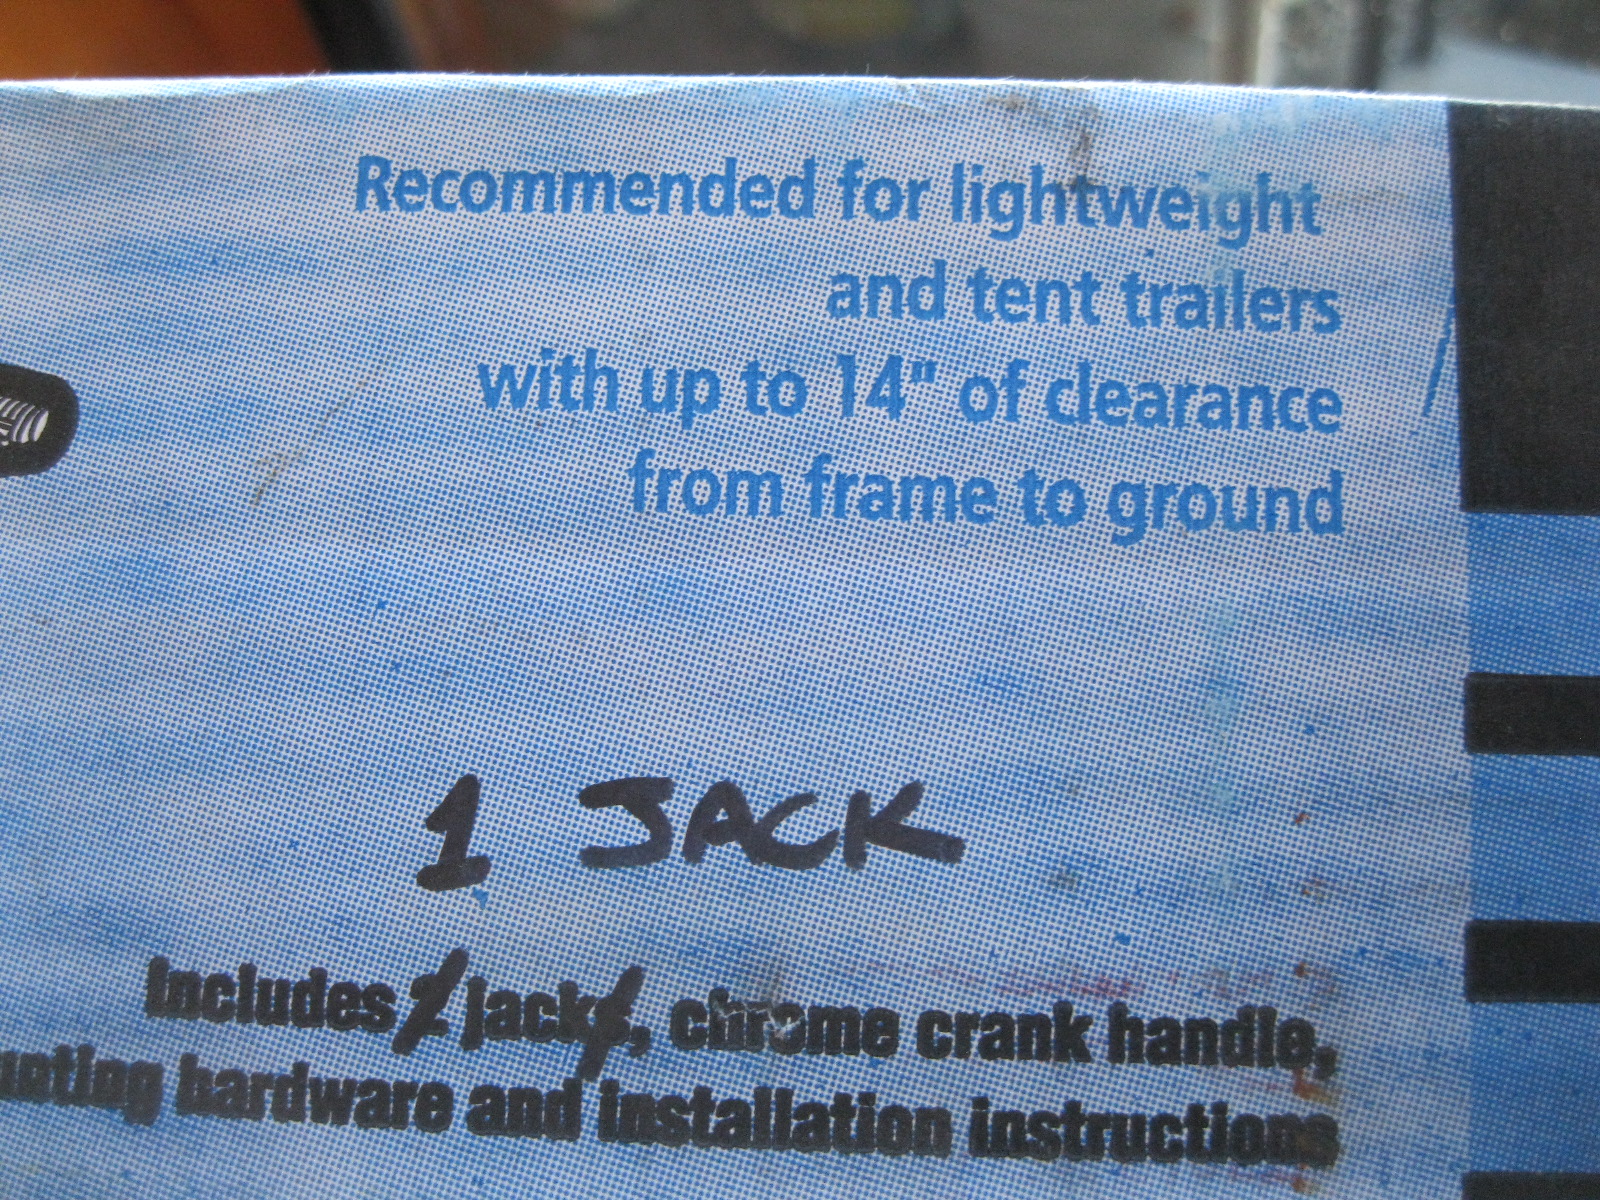 Recommended for lightweight
and tent trailers
with up to 14" of clearance
from frame to ground
1 JACK
Includes 2 jacks, chrome crank handle,
hardware and installation instructions